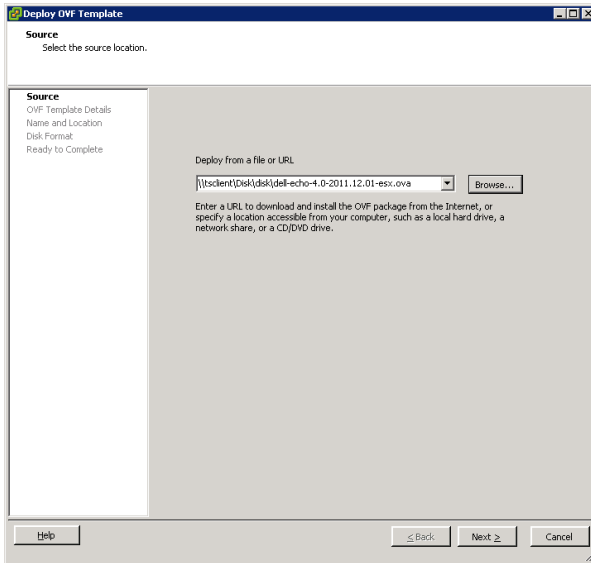 Deploy OVF Template
Source
Select the source location.
Source
OVF Template Details
Name and Location
Disk Format
Ready to Complete
Deploy from a file or URL
\\tsclient\Disk\disk\dell-echo-4.0-2011.12.01-esx.ova
Browse...
Enter a URL to download and install the OVF package from the Internet, or
specify a location accessible from your computer, such as a local hard drive, a
network share, or a CD/DVD drive.
Help
≤ Back
Next ≥
Cancel